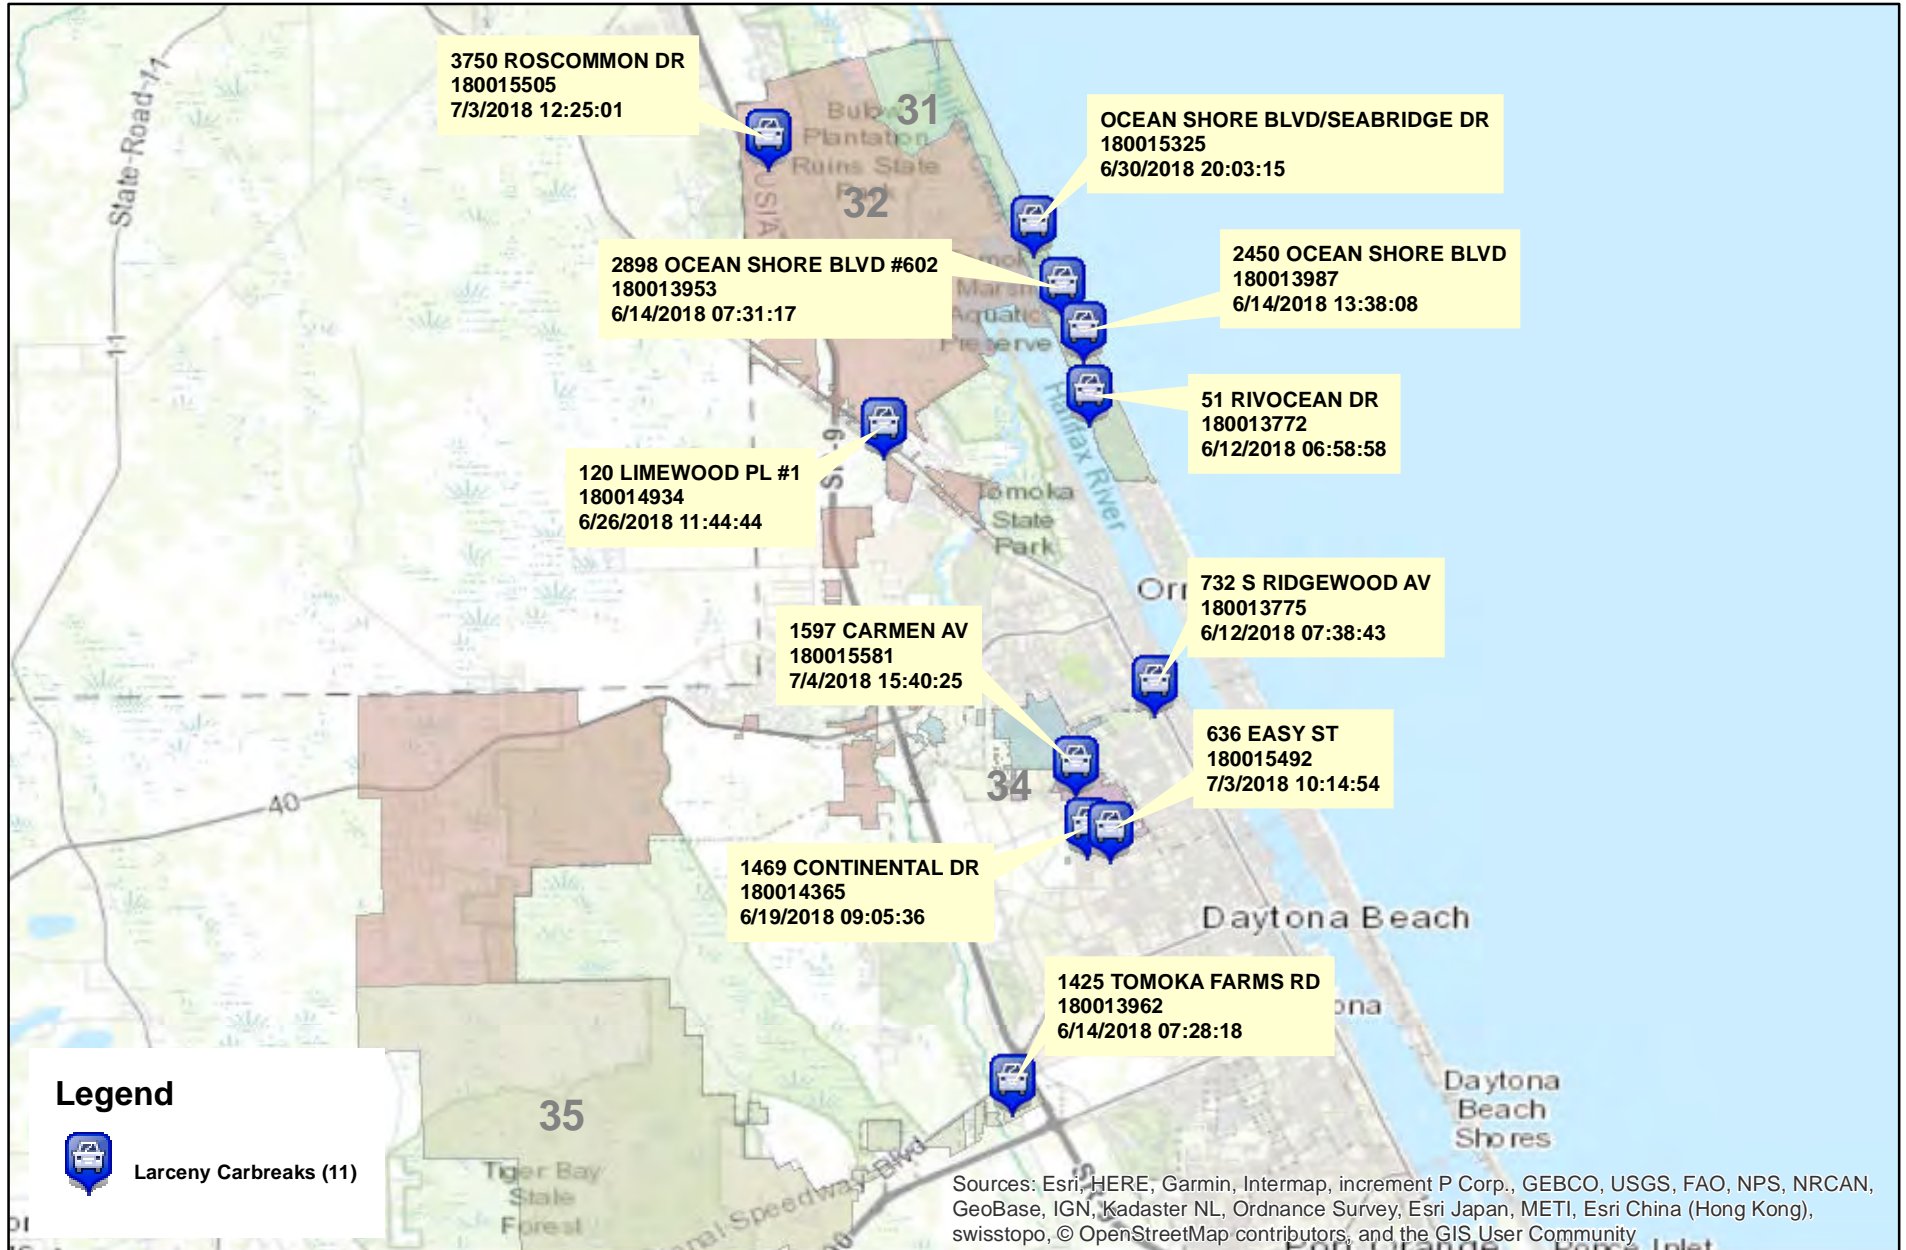 3750 ROSCOMMON DR
180015505
7/3/2018 12:25:01
31
OCEAN SHORE BLVD/SEABRIDGE DR
180015325
6/30/2018 20:03:15
State-Road-11
Plantation
Ruins State
32
2898 OCEAN SHORE BLVD #602
180013953
6/14/2018 07:31:17
Aquatic
Preserve
2450 OCEAN SHORE BLVD
180013987
6/14/2018 13:38:08
11
51 RIVOCEAN DR
180013772
6/12/2018 06:58:58
Halifax River
120 LIMEWOOD PL #1
180014934
6/26/2018 11:44:44
Tomoka
State
Park
732 S RIDGEWOOD AV
180013775
6/12/2018 07:38:43
1597 CARMEN AV
180015581
7/4/2018 15:40:25
636 EASY ST
180015492
7/3/2018 10:14:54
34
40
1469 CONTINENTAL DR
180014365
6/19/2018 09:05:36
Daytona Beach
1425 TOMOKA FARMS RD
180013962
6/14/2018 07:28:18
Daytona
Beach
Shores
35
Tiger Bay
State
Forest
Legend
Larceny Carbreaks (11)
Sources: Esri, HERE, Garmin, Intermap, increment P Corp., GEBCO, USGS, FAO, NPS, NRCAN,
GeoBase, IGN, Kadaster NL, Ordnance Survey, Esri Japan, METI, Esri China (Hong Kong),
swisstopo, © OpenStreetMap contributors, and the GIS User Community